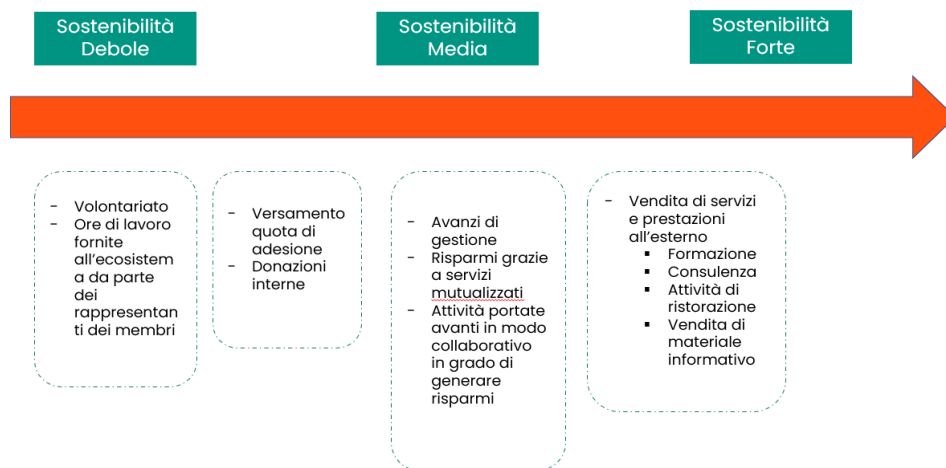 Sostenibilità
Debole
Sostenibilità
Media
Sostenibilità
Forte
- Volontariato
- Ore di lavoro
fornite
all'ecosistem
a da parte
dei
rappresentan
ti dei membri
- Versamento
quota di
adesione
- Donazioni
interne
- Avanzi di
gestione
- Risparmi grazie
a servizi
mutualizzati
- Attività portate
avanti in modo
collaborativo
in grado di
generare
risparmi
- Vendita di servizi
e prestazioni
all'esterno
▪ Formazione
▪ Consulenza
▪ Attività di
ristorazione
▪ Vendita di
materiale
informativo